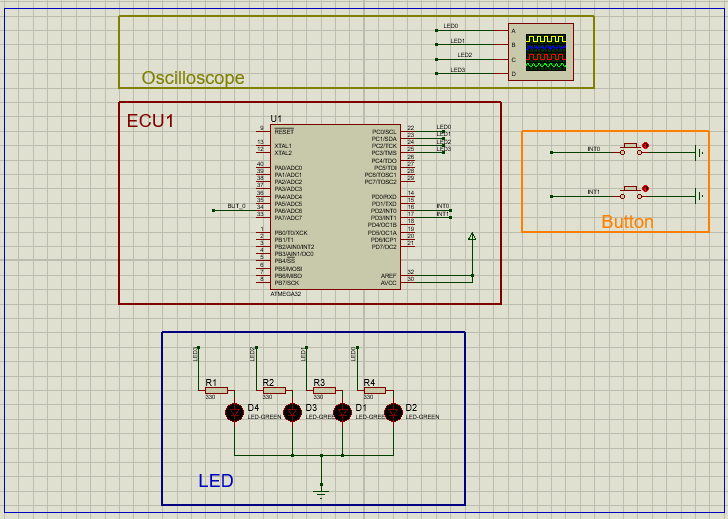 LED0
LED1
LED2
LED3
A
B
C
D
Oscilloscope
ECU1
U1
9 RESET
13 XTAL1
12 XTAL2
40 PA0/ADC0
39 PA1/ADC1
38 PA2/ADC2
37 PA3/ADC3
36 PA4/ADC4
35 PA5/ADC5
BUT_0 34 PA6/ADC6
33 PA7/ADC7
1 PB0/T0/XCK
2 PB1/T1
3 PB2/AIN0/INT2
4 PB3/AIN1/OC0
5 PB4/SS
6 PB5/MOSI
7 PB6/MISO
8 PB7/SCK
PC0/SCL 22 LED0
PC1/SDA 23 LED1
PC2/TCK 24 LED2
PC3/TMS 25 LED3
PC4/TDO 26
PC5/TDI 27
PC6/TOSC1 28
PC7/TOSC2 29
PD0/RXD 14
PD1/TXD 15
PD2/INT0 16 INT0
PD3/INT1 17 INT1
PD4/OC1B 18
PD5/OC1A 19
PD6/ICP1 20
PD7/OC2 21
AREF 32
AVCC 30
ATMEGA32
INT0
INT1
Button
LED3
LED2
LED1
LED0
R1
330
R2
330
R3
330
R4
330
D4
LED-GREEN
D3
LED-GREE
D1
LED-GREEN
D2
LED-GREEN
LED